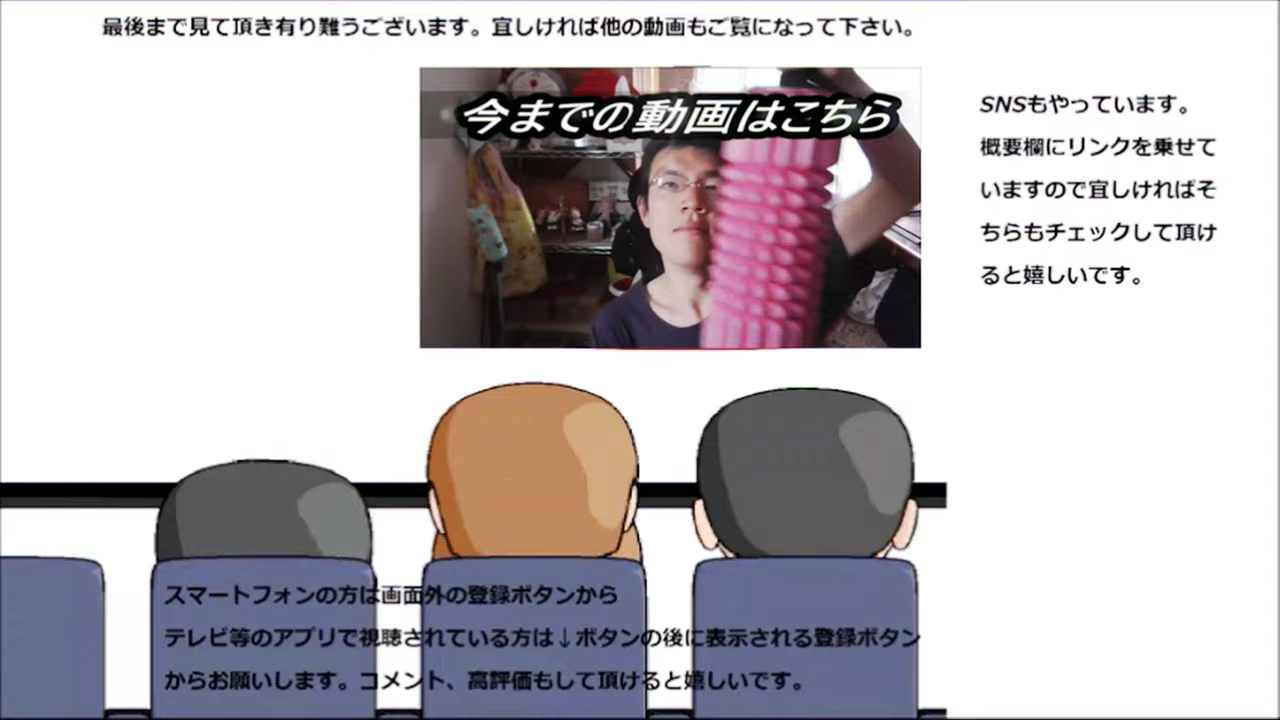 最後まで見て頂き有り難うございます。宜しければ他の動画もご覧になって下さい。
今までの動画はこちら
SNSもやっています。
概要欄にリンクを乗せて
いますので宜しければそ
ちらもチェックして頂け
ると嬉しいです。
スマートフォンの方は画面外の登録ボタンから
テレビ等のアプリで視聴されている方は↓ボタンの後に表示される登録ボタン
からお願いします。コメント、高評価もして頂けると嬉しいです。